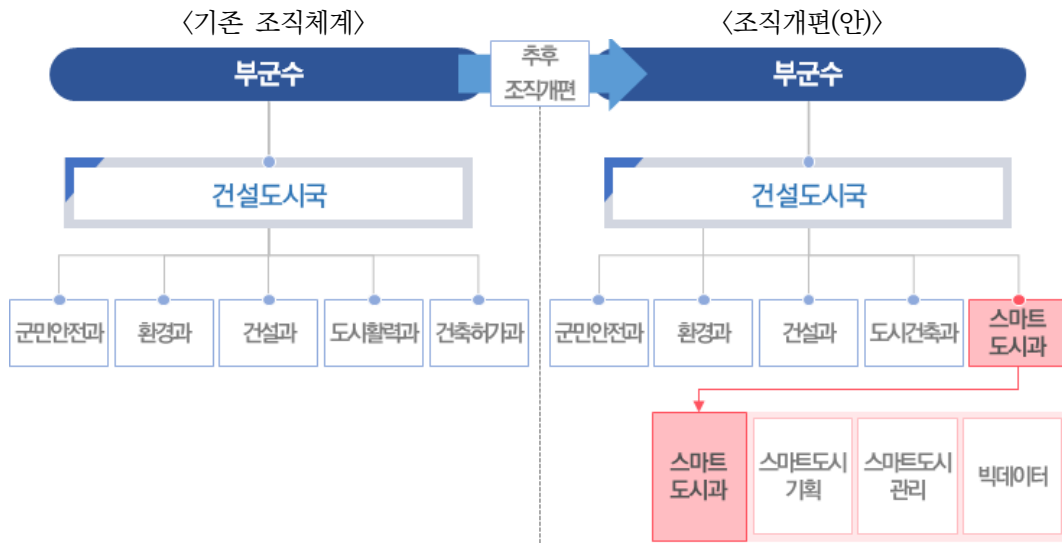 〈기존 조직체계〉
〈조직개편(안)〉
부군수
추후
조직개편
부군수
건설도시국
건설도시국
군민안전과
환경과
건설과
도시활력과
건축허가과
군민안전과
환경과
건설과
도시건축과
스마트
도시과
스마트
도시과
스마트도시
기획
스마트도시
관리
빅데이터